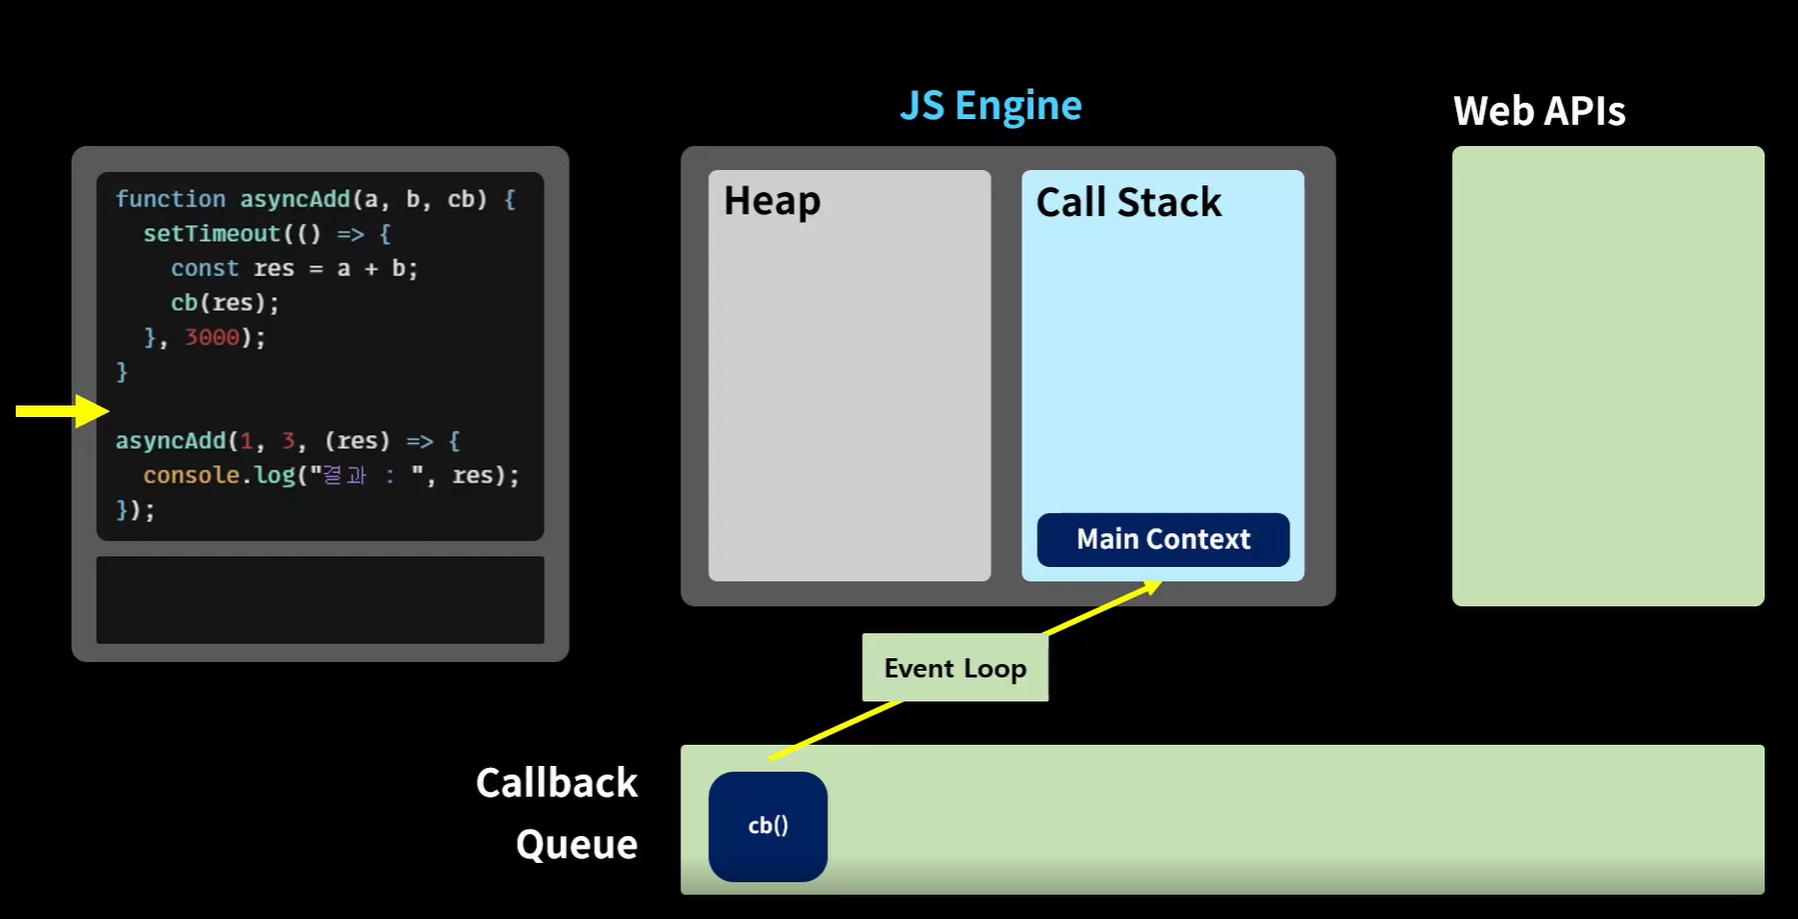 JS Engine
Web APIs
function asyncAdd(a, b, cb) {
  setTimeout(() => {
    const res = a + b;
    cb(res);
  }, 3000);
}
asyncAdd(1, 3, (res) => {
  console.log("결과 : ", res);
});
Heap
Call Stack
Main Context
Event Loop
Callback
Queue
cb()